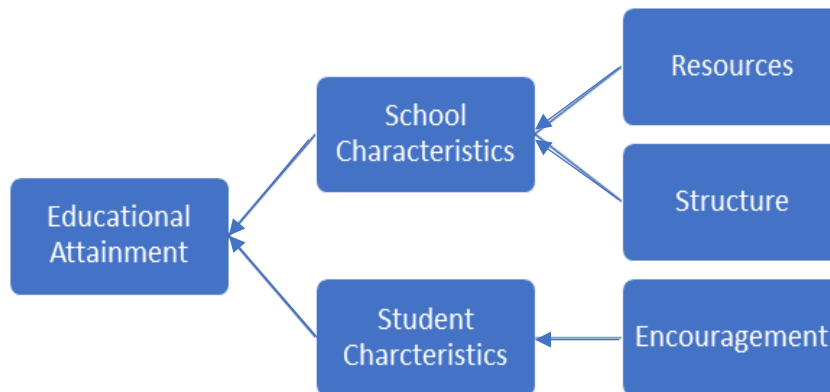 Resources
School
Characteristics
Structure
Educational
Attainment
Student
Charcteristics
Encouragement